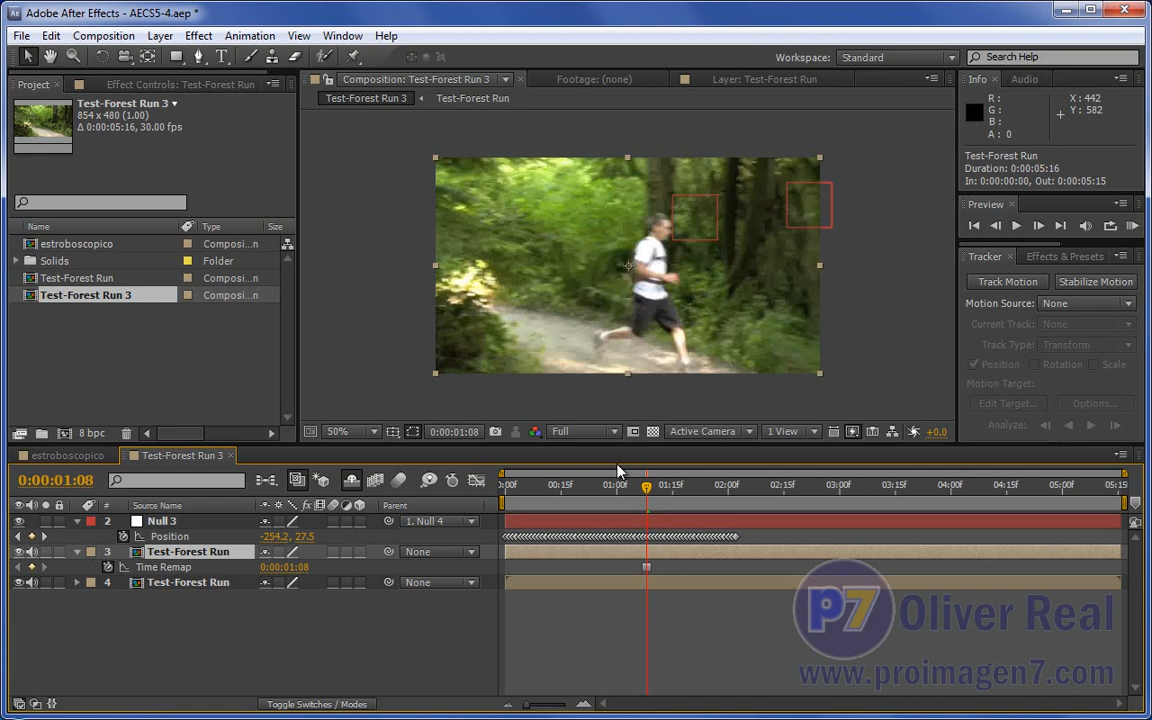 Adobe After Effects - AECS5-4.aep *
File Edit Composition Layer Effect Animation View Window Help
Workspace: Standard Search Help
Project Effect Controls: Test-Forest Run
Test-Forest Run 3
854 x 480 (1.00)
Δ 0:00:05:16, 30.00 fps
Name Type
estroboscopico Composi...n
Solids Folder
Test-Forest Run Composi...n
Test-Forest Run 3 Composi...n
8 bpc
Composition: Test-Forest Run 3 Footage: (none) Layer: Test-Forest Run
Test-Forest Run 3 Test-Forest Run
50% 0:00:01:08 Full Active Camera 1 View +0.0
Info Audio
R: X: 442
G: Y: 582
B:
A: 0
Test-Forest Run
Duration: 0:00:05:16
In: 0:00:00:00, Out: 0:00:05:15
Preview
Tracker Effects & Presets
Track Motion Stabilize Motion
Motion Source: None
Current Track: None
Track Type: Transform
Position Rotation Scale
Motion Target:
Edit Target... Options...
Analyze:
estroboscopico Test-Forest Run 3
0:00:01:08
00:15f 01:00f 01:15f 02:00f 02:15f 03:00f 03:15f 04:00f 04:15f 05:00f 05:15f
# Source Name Parent
2 Null 3 1. Null 4
Position -254.2, 27.5
3 Test-Forest Run None
Time Remap 0:00:01:08
4 Test-Forest Run None
Toggle Switches / Modes
p7 Oliver Real
www.proimagen7.com